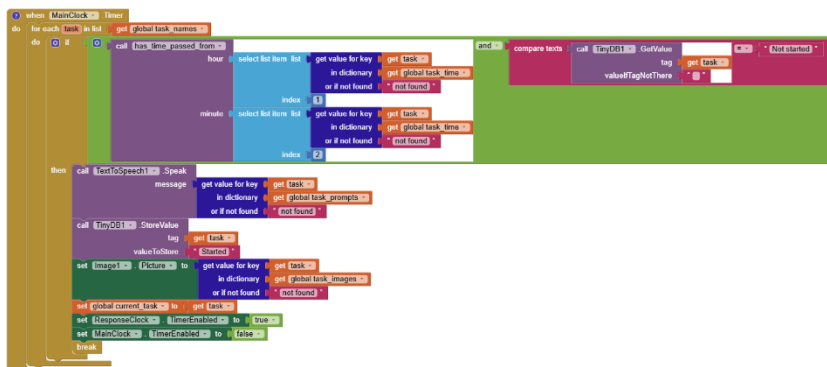 when MainClock .Timer
do for each task in list get global task_names
do if call has_time_passed_from and compare texts call TinyDB1 .GetValue = " Not started "
hour select list item list get value for key get task tag get task
in dictionary get global task_time valueIfTagNotThere " "
or if not found " not found "
index 1
minute select list item list get value for key get task
in dictionary get global task_time
or if not found " not found "
index 2
then call TextToSpeech1 .Speak
message get value for key get task
in dictionary get global task_prompts
or if not found " not found "
call TinyDB1 .StoreValue
tag get task
valueToStore " Started "
set Image1 . Picture to get value for key get task
in dictionary get global task_images
or if not found " not found "
set global current_task to get task
set ResponseClock . TimerEnabled to true
set MainClock . TimerEnabled to false
break